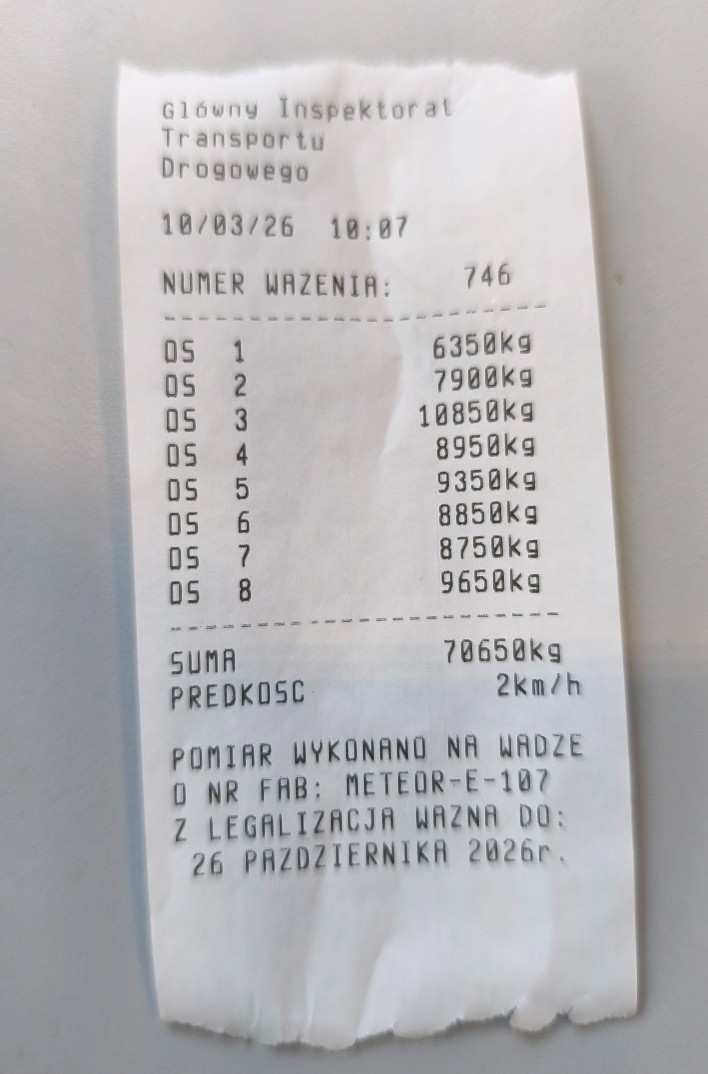 Główny Inspektorat
Transportu
Drogowego
10/03/26 10:07
NUMER WAZENIA: 746
OS 1 6350kg
OS 2 7900kg
OS 3 10850kg
OS 4 8950kg
OS 5 9350kg
OS 6 8850kg
OS 7 8750kg
OS 8 9650kg
SUMA 70650kg
PREDKOSC 2km/h
POMIAR WYKONANO NA WADZE
O NR FAB: METEOR-E-107
Z LEGALIZACJA WAZNA DO:
26 PAZDZIERNIKA 2026r.